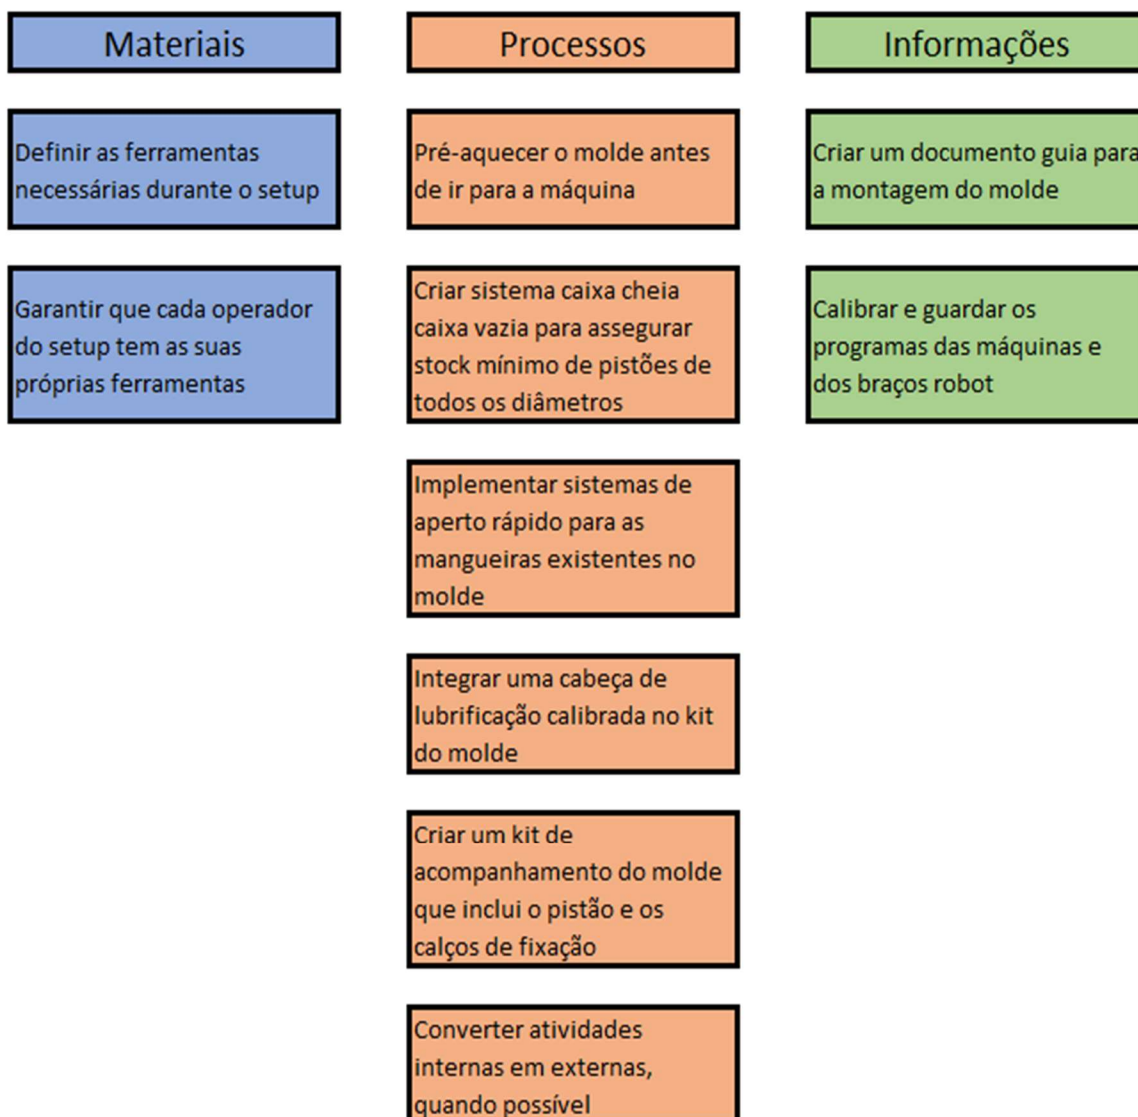 Materiais
Definir as ferramentas
necessárias durante o setup
Garantir que cada operador
do setup tem as suas
próprias ferramentas
Processos
Pré-aquecer o molde antes
de ir para a máquina
Criar sistema caixa cheia
caixa vazia para assegurar
stock mínimo de pistões de
todos os diâmetros
Implementar sistemas de
aperto rápido para as
mangueiras existentes no
molde
Integrar uma cabeça de
lubrificação calibrada no kit
do molde
Criar um kit de
acompanhamento do molde
que inclui o pistão e os
calços de fixação
Converter atividades
internas em externas,
quando possível
Informações
Criar um documento guia para
a montagem do molde
Calibrar e guardar os
programas das máquinas e
dos braços robot